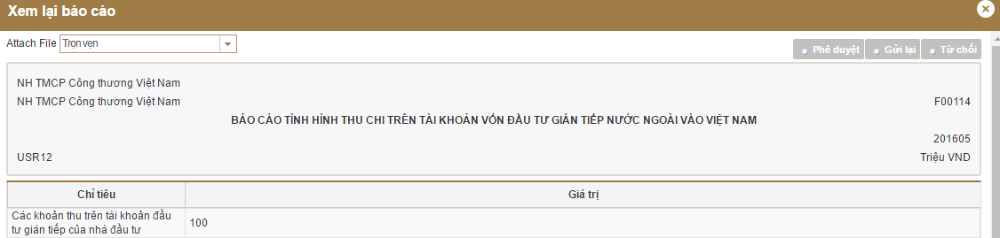 Xem lại báo cáo
Attach File Trọn vẹn
Phê duyệt Gửi lại Từ chối
NH TMCP Công thương Việt Nam
NH TMCP Công thương Việt Nam F00114
BÁO CÁO TÌNH HÌNH THU CHI TRÊN TÀI KHOẢN VỐN ĐẦU TƯ GIÁN TIẾP NƯỚC NGOÀI VÀO VIỆT NAM
201605
USR12 Triệu VND
Chỉ tiêu Giá trị
Các khoản thu trên tài khoản đầu
tư gián tiếp của nhà đầu tư 100